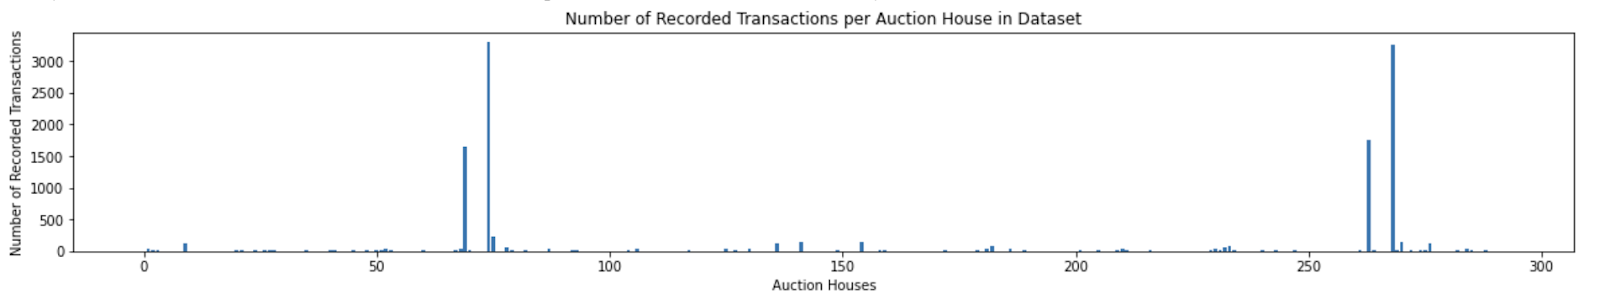 Number of Recorded Transactions per Auction House in Dataset
Number of Recorded Transactions
3000
2500
2000
1500
1000
500
0
0 50 100 150 200 250 300
Auction Houses